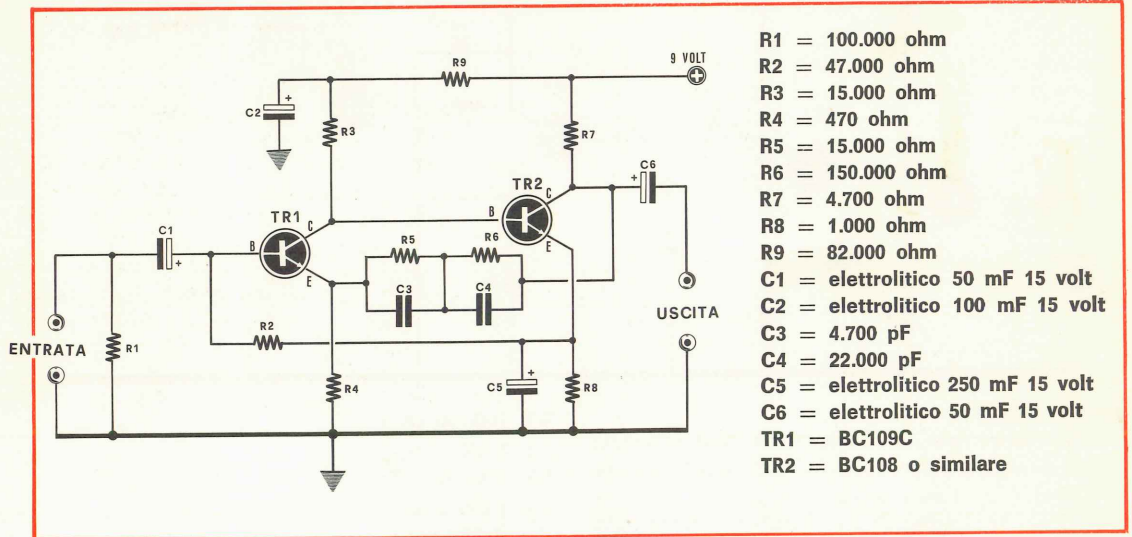 9 VOLT
R9
C2
+
R3
R7
C6
+
TR2
C
B
E
TR1
C
B
E
C1
+
R5
R6
C3
C4
USCITA
ENTRATA
R1
R2
R4
C5
+
R8
R1 = 100.000 ohm
R2 = 47.000 ohm
R3 = 15.000 ohm
R4 = 470 ohm
R5 = 15.000 ohm
R6 = 150.000 ohm
R7 = 4.700 ohm
R8 = 1.000 ohm
R9 = 82.000 ohm
C1 = elettrolitico 50 mF 15 volt
C2 = elettrolitico 100 mF 15 volt
C3 = 4.700 pF
C4 = 22.000 pF
C5 = elettrolitico 250 mF 15 volt
C6 = elettrolitico 50 mF 15 volt
TR1 = BC109C
TR2 = BC108 o similare